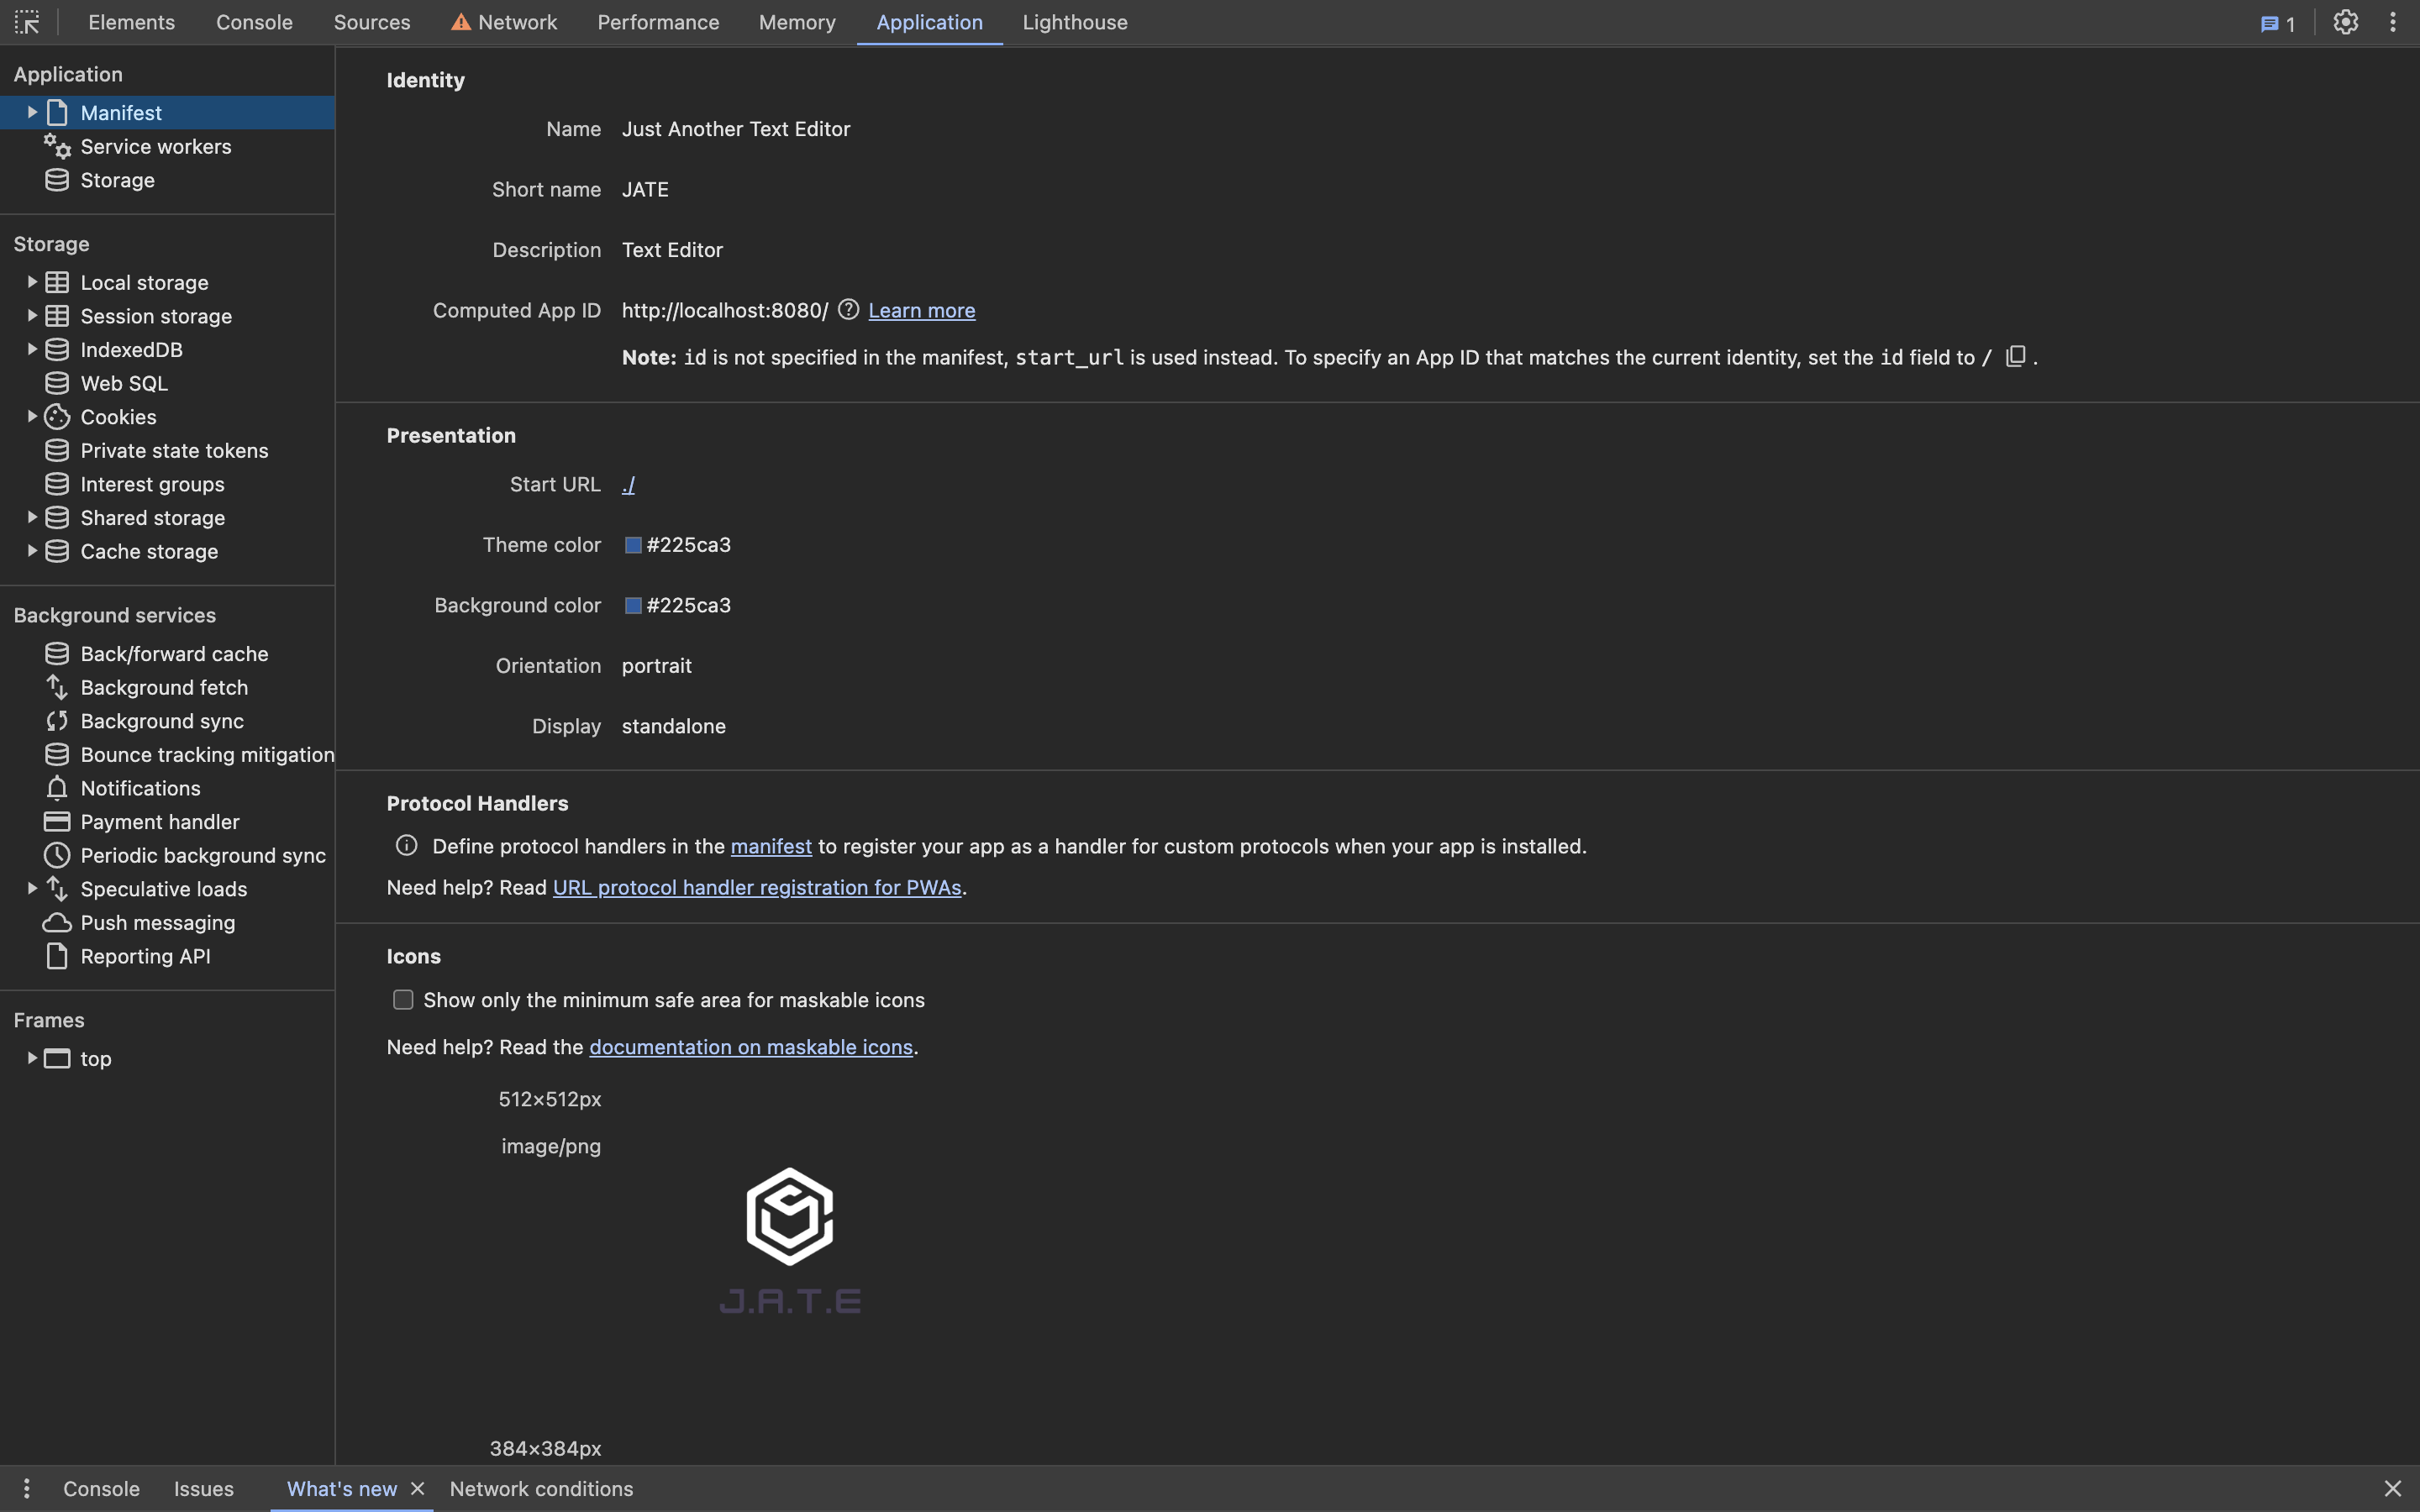 Elements Console Sources Network Performance Memory Application Lighthouse 1
Application
Manifest
Service workers
Storage
Storage
Local storage
Session storage
IndexedDB
Web SQL
Cookies
Private state tokens
Interest groups
Shared storage
Cache storage
Background services
Back/forward cache
Background fetch
Background sync
Bounce tracking mitigation
Notifications
Payment handler
Periodic background sync
Speculative loads
Push messaging
Reporting API
Frames
top
Identity
Name Just Another Text Editor
Short name JATE
Description Text Editor
Computed App ID http://localhost:8080/ Learn more
Note: id is not specified in the manifest, start_url is used instead. To specify an App ID that matches the current identity, set the id field to / .
Presentation
Start URL ./
Theme color #225ca3
Background color #225ca3
Orientation portrait
Display standalone
Protocol Handlers
Define protocol handlers in the manifest to register your app as a handler for custom protocols when your app is installed.
Need help? Read URL protocol handler registration for PWAs.
Icons
Show only the minimum safe area for maskable icons
Need help? Read the documentation on maskable icons.
512×512px
image/png
J.A.T.E
384×384px
Console Issues What's new Network conditions